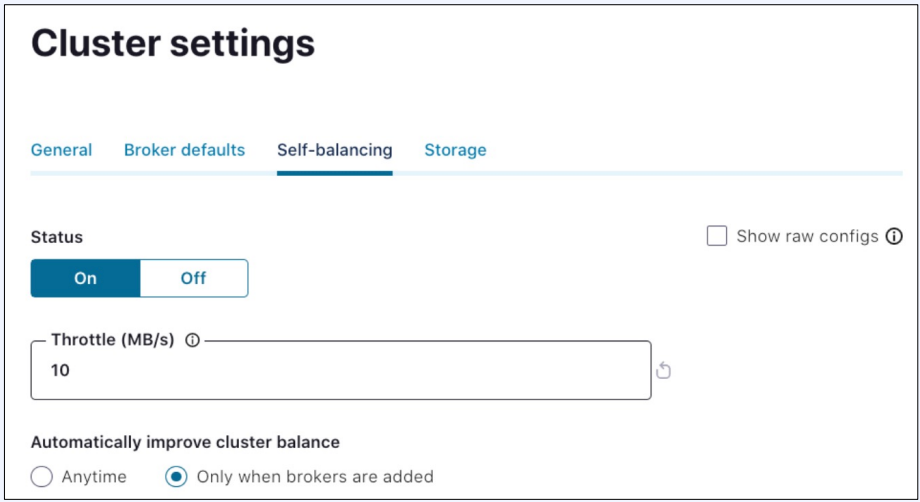 Cluster settings
General Broker defaults Self-balancing Storage
Status Show raw configs
On Off
Throttle (MB/s)
10
Automatically improve cluster balance
Anytime Only when brokers are added